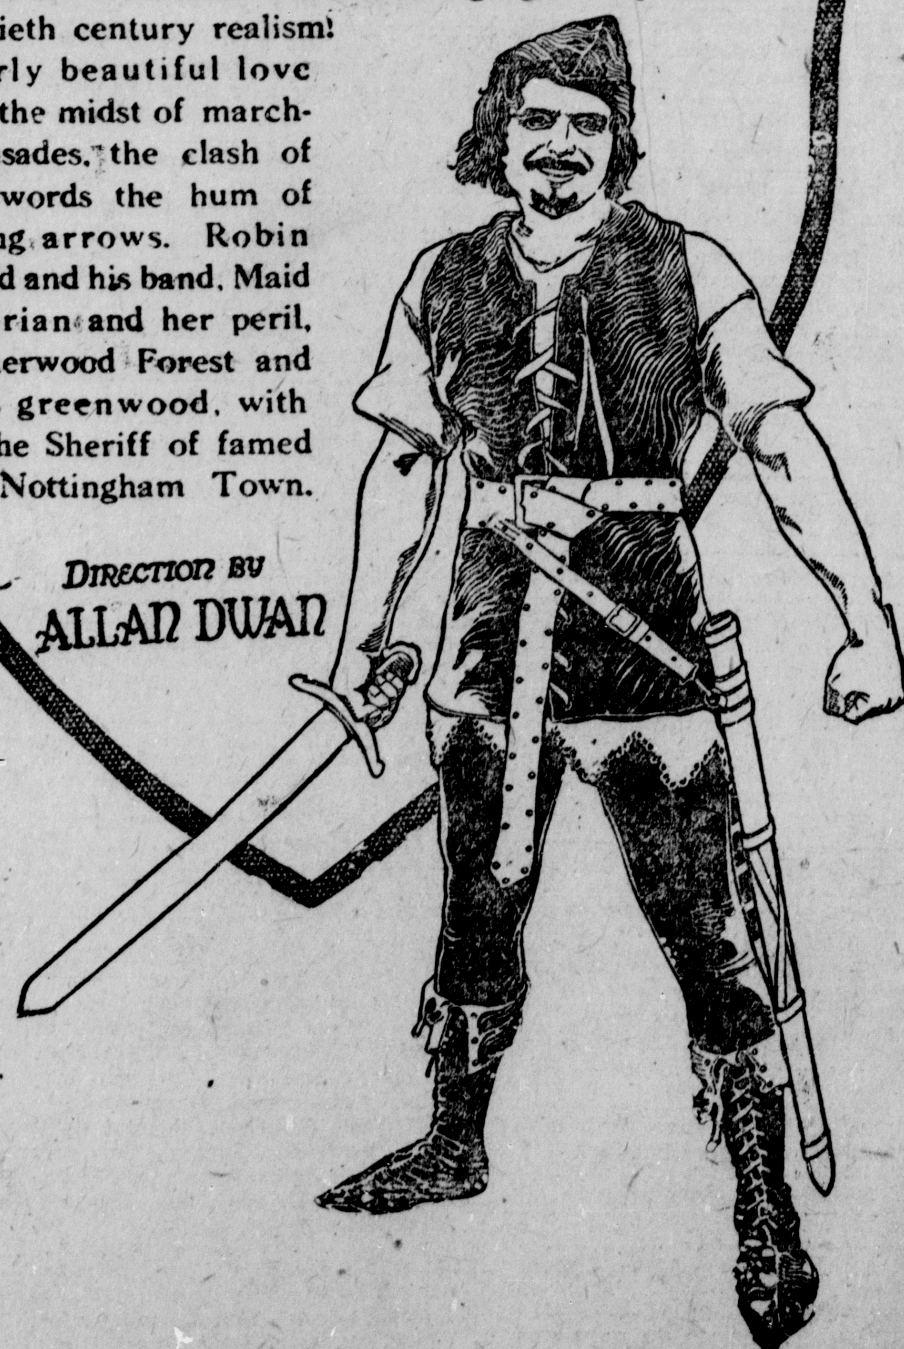 ieth century realism!
rly beautiful love
the midst of march-
sades, the clash of
words the hum of
ng arrows. Robin
d and his band, Maid
rian and her peril,
erwood Forest and
greenwood, with
he Sheriff of famed
Nottingham Town.
DIRECTION BY
ALLAN DWAN